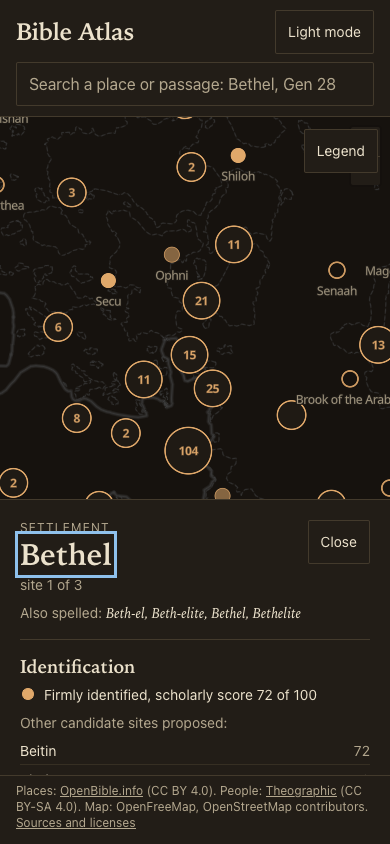 Bible Atlas
Light mode
Search a place or passage: Bethel, Gen 28
Legend
2
Shiloh
3
thea
11
Ophni
Secu
Senaah
Mag
21
6
13
15
11
25
Brook of the Arab
8
2
104
2
SETTLEMENT
Bethel
Close
site 1 of 3
Also spelled: Beth-el, Beth-elite, Bethel, Bethelite
Identification
Firmly identified, scholarly score 72 of 100
Other candidate sites proposed:
Beitin 72
Places: OpenBible.info (CC BY 4.0). People: Theographic (CC
BY-SA 4.0). Map: OpenFreeMap, OpenStreetMap contributors.
Sources and licenses